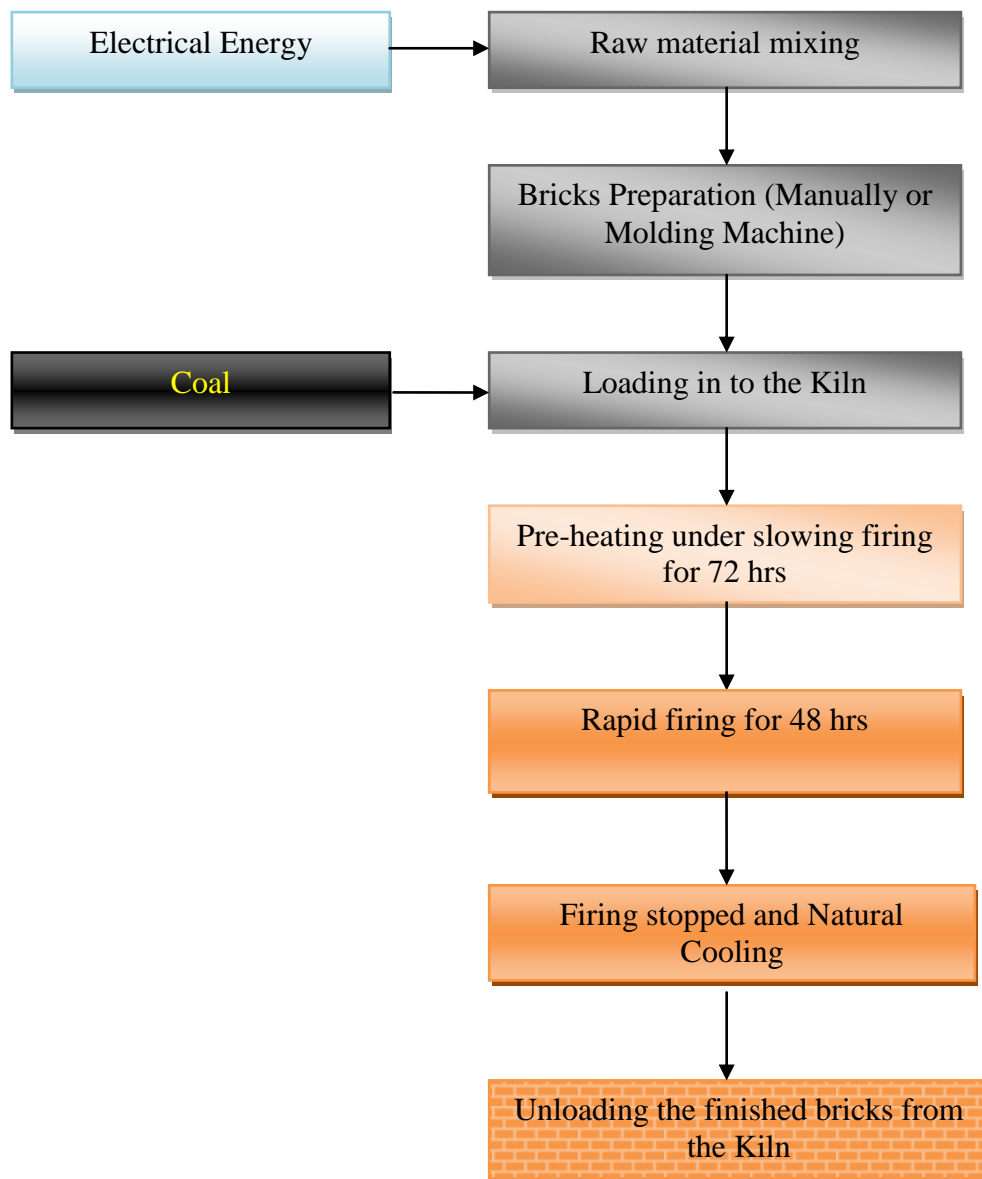 Electrical Energy
Raw material mixing
Bricks Preparation (Manually or
Molding Machine)
Coal
Loading in to the Kiln
Pre-heating under slowing firing
for 72 hrs
Rapid firing for 48 hrs
Firing stopped and Natural
Cooling
Unloading the finished bricks from
the Kiln